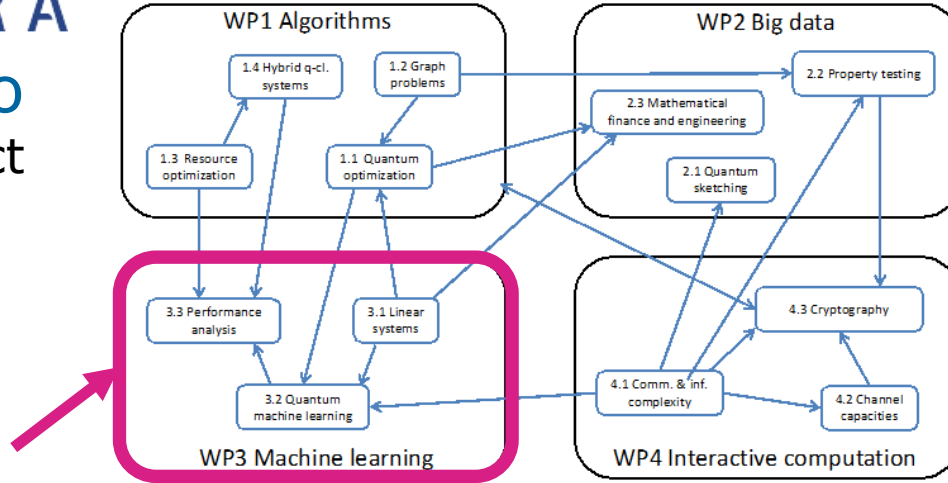 A
WP1 Algorithms
1.4 Hybrid q-cl.
systems
1.2 Graph
problems
1.3 Resource
optimization
1.1 Quantum
optimization
WP2 Big data
2.2 Property testing
2.3 Mathematical
finance and engineering
2.1 Quantum
sketching
3.3 Performance
analysis
3.1 Linear
systems
3.2 Quantum
machine learning
WP3 Machine learning
4.3 Cryptography
4.1 Comm. & inf.
complexity
4.2 Channel
capacities
WP4 Interactive computation